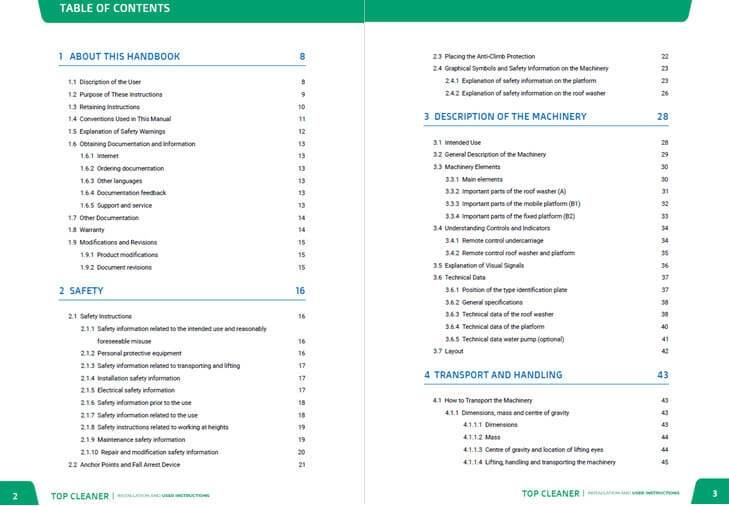 TABLE OF CONTENTS
1 ABOUT THIS HANDBOOK 8
1.1 Discription of the User 8
1.2 Purpose of These Instructions 9
1.3 Retaining Instructions 10
1.4 Conventions Used in This Manual 11
1.5 Explanation of Safety Warnings 12
1.6 Obtaining Documentation and Information 13
1.6.1 Internet 13
1.6.2 Ordering documentation 13
1.6.3 Other languages 13
1.6.4 Documentation feedback 13
1.6.5 Support and service 13
1.7 Other Documentation 14
1.8 Warranty 14
1.9 Modifications and Revisions 15
1.9.1 Product modifications 15
1.9.2 Document revisions 15
2 SAFETY 16
2.1 Safety Instructions 16
2.1.1 Safety information related to the intended use and reasonably
foreseeable misuse 16
2.1.2 Personal protective equipment 16
2.1.3 Safety information related to transporting and lifting 17
2.1.4 Installation safety information 17
2.1.5 Electrical safety information 17
2.1.6 Safety information prior to the use 18
2.1.7 Safety information related to the use 18
2.1.8 Safety instructions related to working at heights 19
2.1.9 Maintenance safety information 19
2.1.10 Repair and modification safety information 20
2.2 Anchor Points and Fall Arrest Device 21
2 TOP CLEANER | INSTALLATION AND USER INSTRUCTIONS
2.3 Placing the Anti-Climb Protection 22
2.4 Graphical Symbols and Safety Information on the Machinery 23
2.4.1 Explanation of safety information on the platform 23
2.4.2 Explanation of safety information on the roof washer 26
3 DESCRIPTION OF THE MACHINERY 28
3.1 Intended Use 28
3.2 General Description of the Machinery 29
3.3 Machinery Elements 30
3.3.1 Main elements 30
3.3.2 Important parts of the roof washer (A) 31
3.3.3 Important parts of the mobile platform (B1) 32
3.3.4 Important parts of the fixed platform (B2) 33
3.4 Understanding Controls and Indicators 34
3.4.1 Remote control undercarriage 34
3.4.2 Remote control roof washer and platform 35
3.5 Explanation of Visual Signals 36
3.6 Technical Data 37
3.6.1 Position of the type identification plate 37
3.6.2 General specifications 38
3.6.3 Technical data of the roof washer 38
3.6.4 Technical data of the platform 40
3.6.5 Technical data water pump (optional) 41
3.7 Layout 42
4 TRANSPORT AND HANDLING 43
4.1 How to Transport the Machinery 43
4.1.1 Dimensions, mass and centre of gravity 43
4.1.1.1 Dimensions 43
4.1.1.2 Mass 44
4.1.1.3 Centre of gravity and location of lifting eyes 44
4.1.1.4 Lifting, handling and transporting the machinery 45
TOP CLEANER | INSTALLATION AND USER INSTRUCTIONS 3